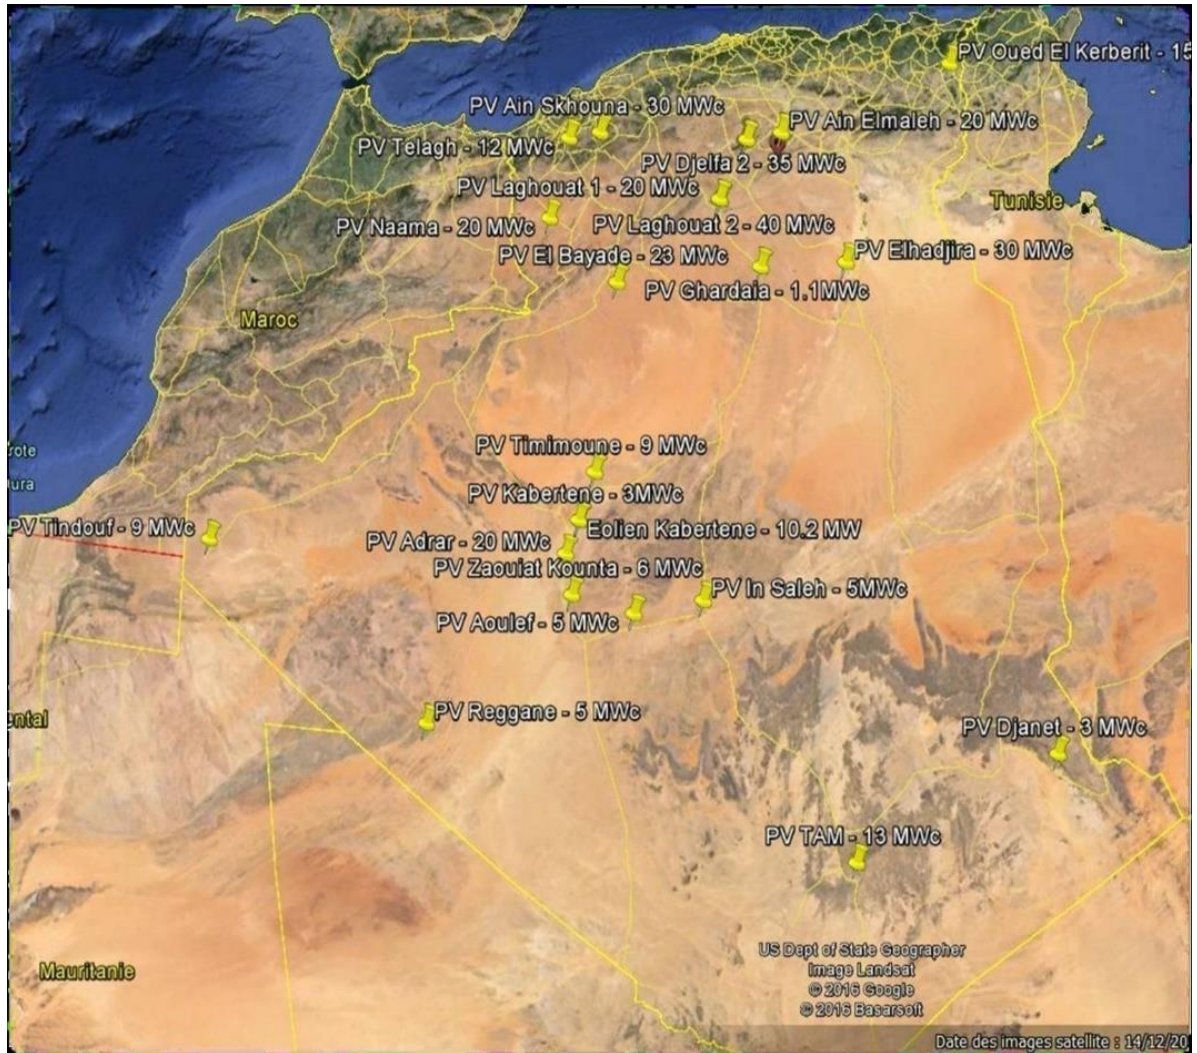 PV Oued El Kerberit - 15
PV Ain Skhouna - 30 MWc
PV Ain Elmaleh - 20 MWc
PV Telagh - 12 MWc
PV Djelfa 2 - 35 MWc
PV Laghouat 1 - 20 MWc
Tunisie
PV Naama - 20 MWc
PV Laghouat 2 - 40 MWc
PV El Bayade - 23 MWc
PV Elhadjira - 30 MWc
PV Ghardaia - 1.1MWc
Maroc
PV Timimoune - 9 MWc
rote
ura
PV Kabertene - 3MWc
PV Tindouf - 9 MWc
Eolien Kabertene - 10.2 MW
PV Adrar - 20 MWc
PV Zaouiat Kounta - 6 MWc
PV In Saleh - 5MWc
PV Aoulef - 5 MWc
ental
PV Reggane - 5 MWc
PV Djanet - 3 MWc
PV TAM - 13 MWc
Mauritanie
US Dept of State Geographer
Image Landsat
© 2016 Google
© 2016 Basarsoft
Date des images satellite : 14/12/20